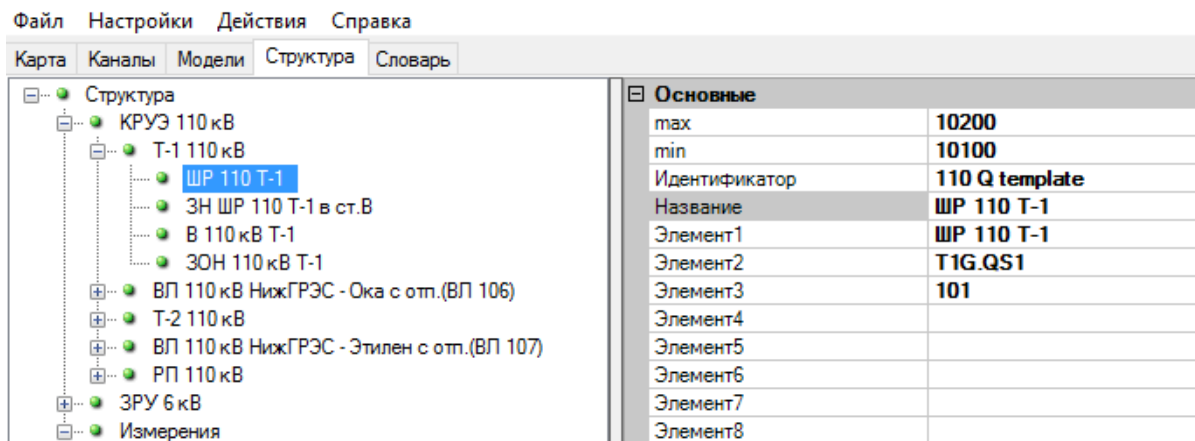 Файл Настройки Действия Справка
Карта Каналы Модели Структура Словарь
Структура
КРУЭ 110 кВ
Т-1 110 кВ
ШР 110 Т-1
ЗН ШР 110 Т-1 в ст.В
В 110 кВ Т-1
ЗОН 110 кВ Т-1
ВЛ 110 кВ НижГРЭС - Ока с отп.(ВЛ 106)
Т-2 110 кВ
ВЛ 110 кВ НижГРЭС - Этилен с отп.(ВЛ 107)
РП 110 кВ
ЗРУ 6 кВ
Измерения
Основные
max 10200
min 10100
Идентификатор 110 Q template
Название ШР 110 Т-1
Элемент1 ШР 110 Т-1
Элемент2 T1G.QS1
Элемент3 101
Элемент4
Элемент5
Элемент6
Элемент7
Элемент8